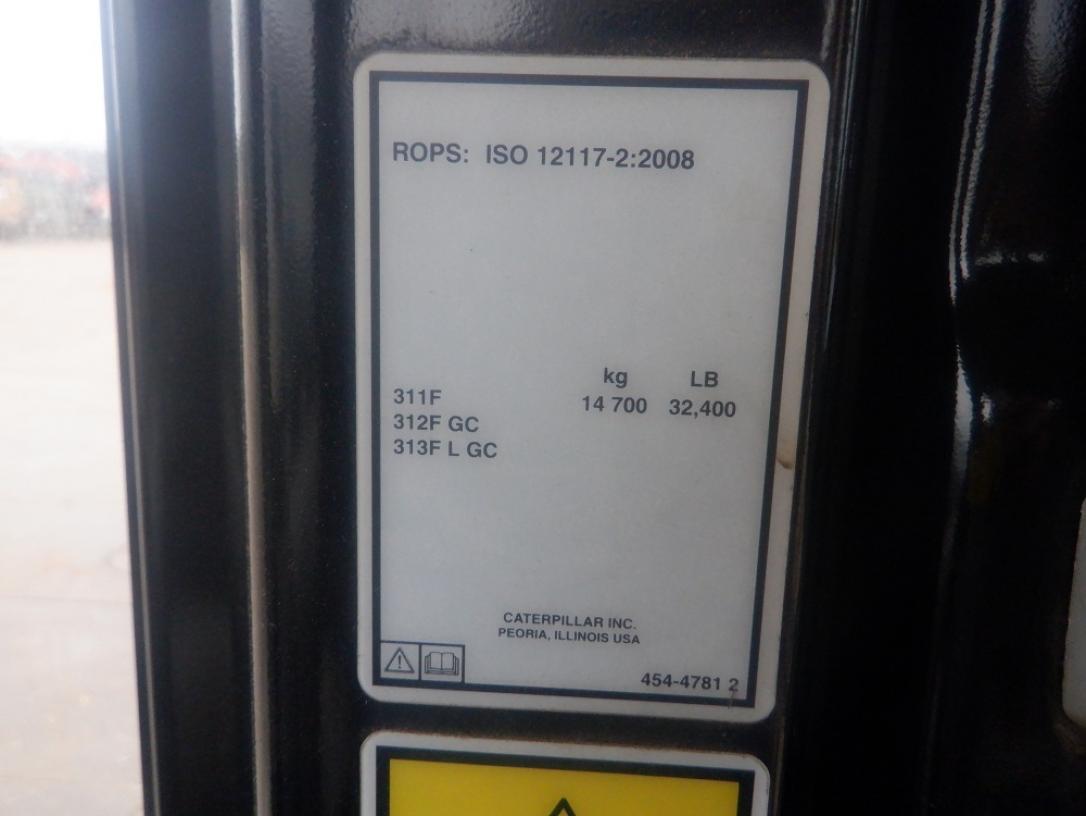 ROPS: ISO 12117-2:2008
kg LB
311F 14 700 32,400
312F GC
313F L GC
CATERPILLAR INC.
PEORIA, ILLINOIS USA
454-4781 2